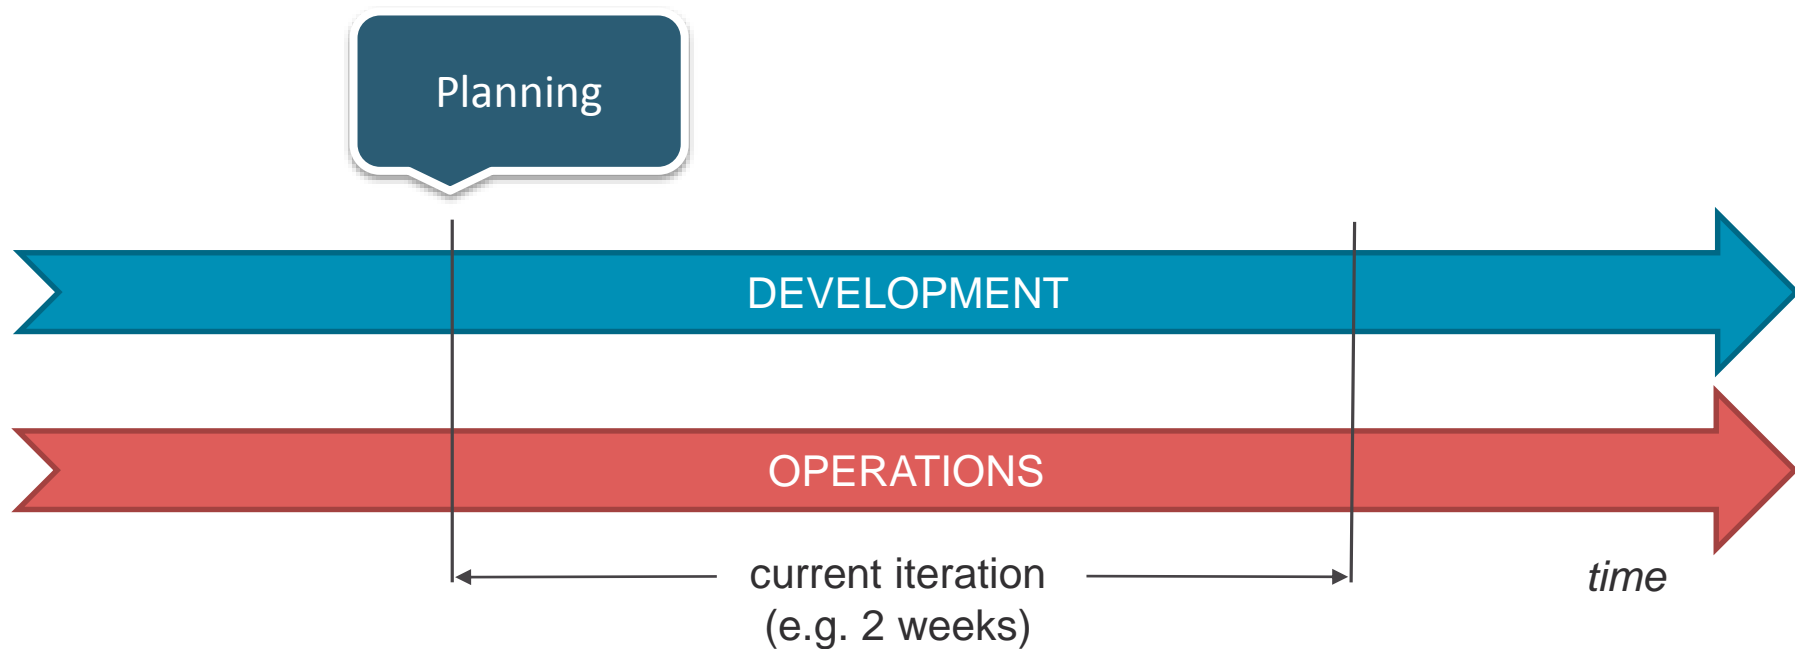 Planning
DEVELOPMENT
OPERATIONS
current iteration
(e.g. 2 weeks)
time